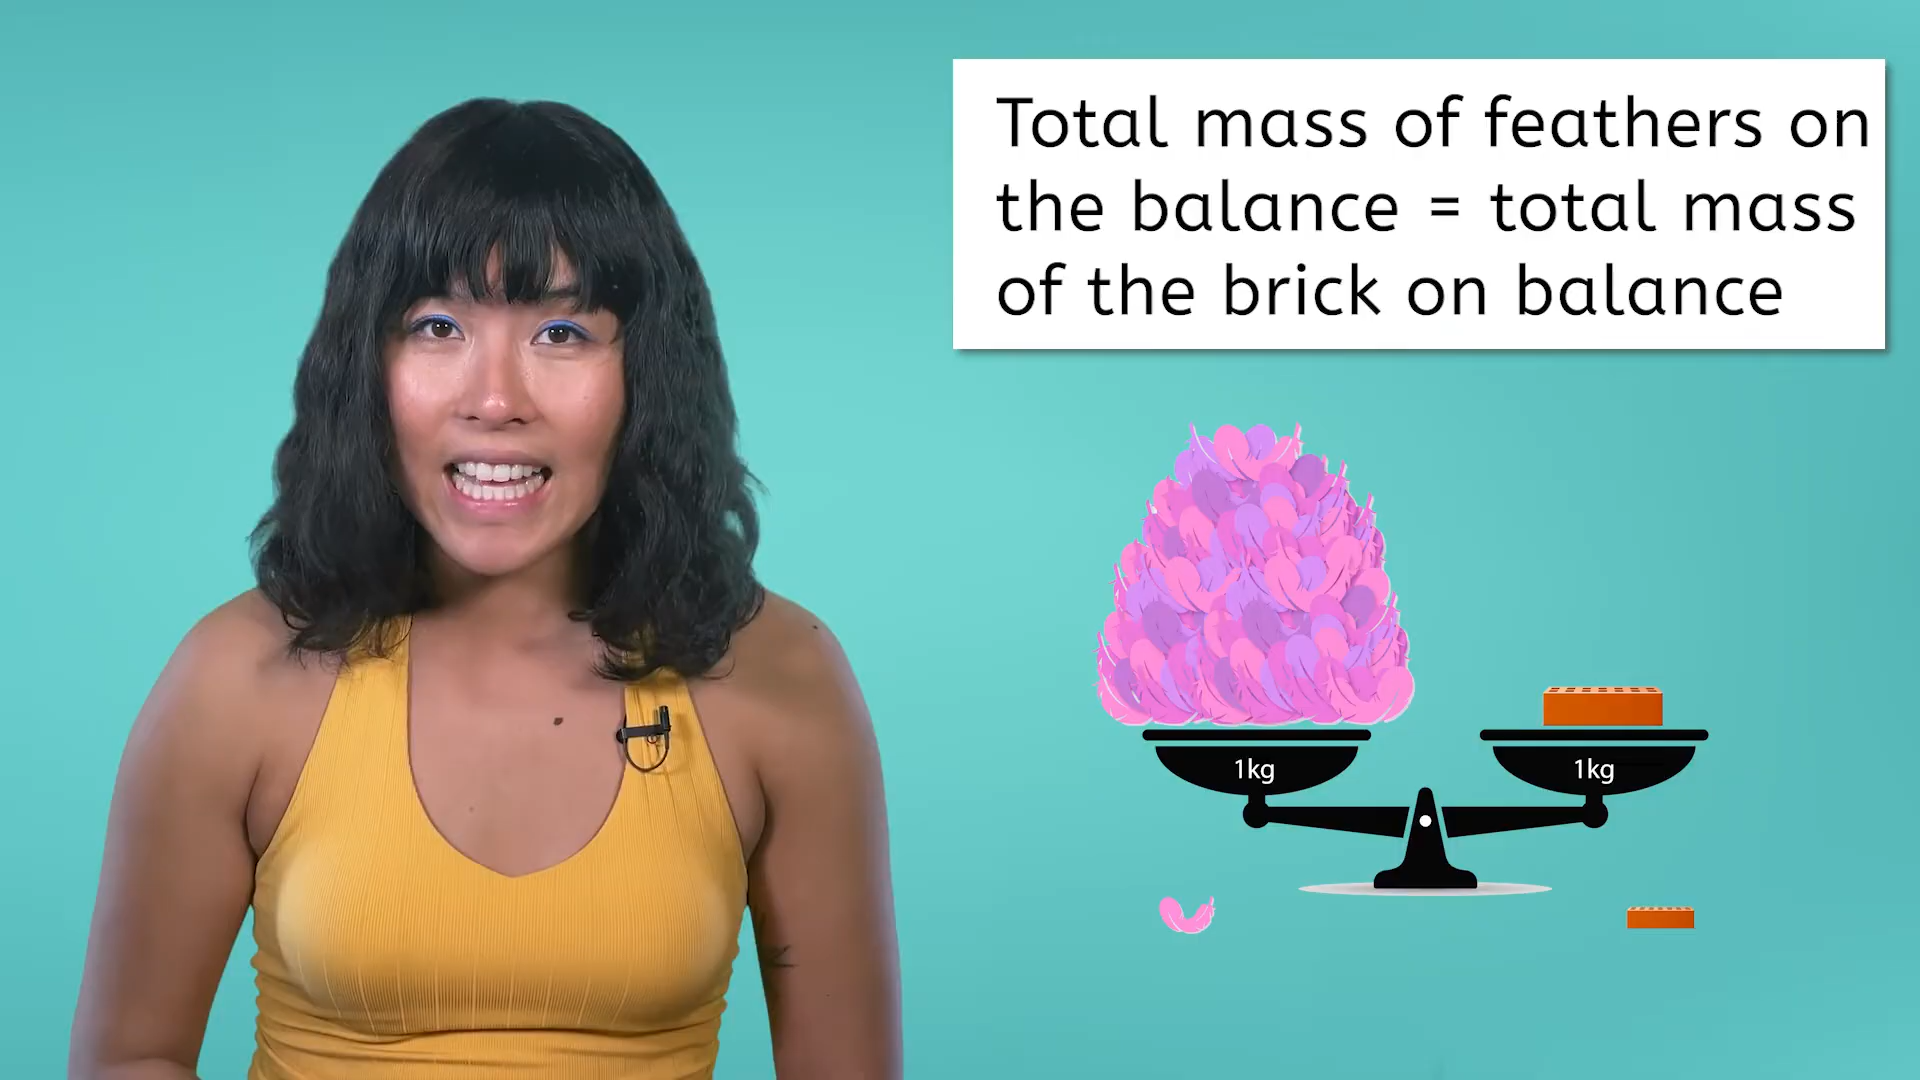 Total mass of feathers on
the balance = total mass
of the brick on balance
1kg
1kg